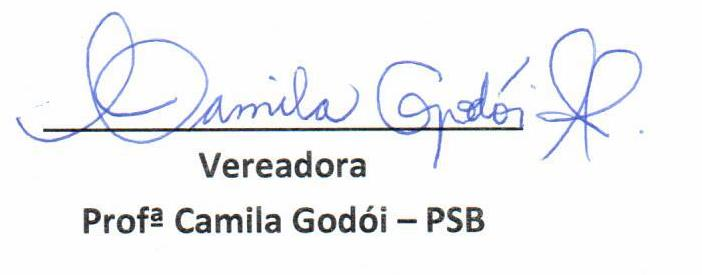 Camila Godói
Vereadora
Profª Camila Godói – PSB